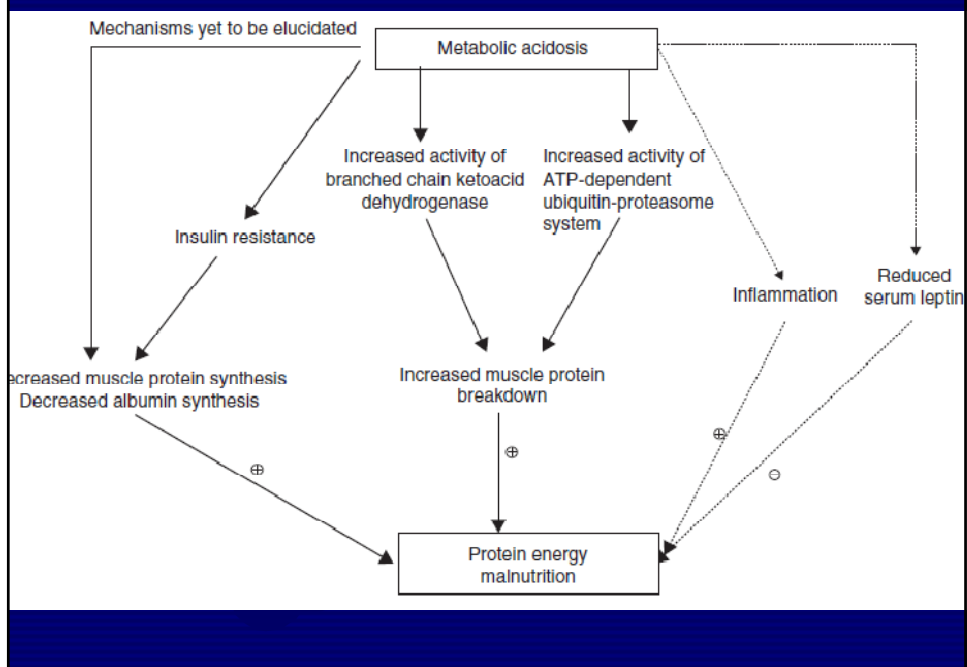 Mechanisms yet to be elucidated
Metabolic acidosis
Increased activity of
branched chain ketoacid
dehydrogenase
Increased activity of
ATP-dependent
ubiquitin-proteasome
system
Insulin resistance
Inflammation
Reduced
serum leptin
ecreased muscle protein synthesis
Decreased albumin synthesis
Increased muscle protein
breakdown
⊕
⊕
⊕
⊖
Protein energy
malnutrition